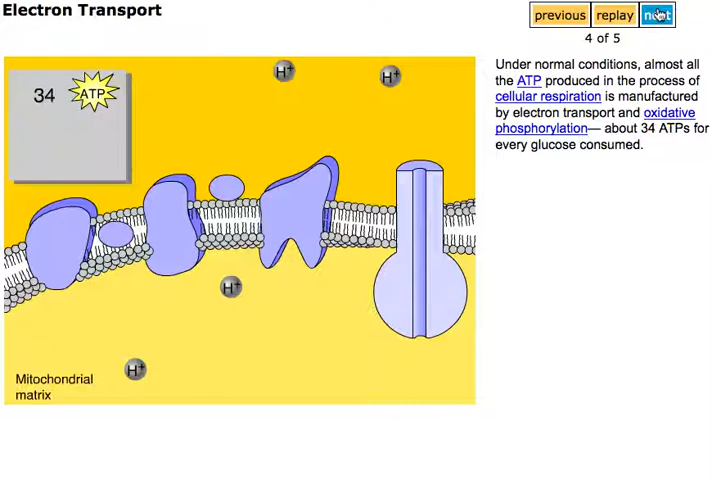 Electron Transport
previous replay next
4 of 5
34 ATP
H+
H+
Under normal conditions, almost all
the ATP produced in the process of
cellular respiration is manufactured
by electron transport and oxidative
phosphorylation— about 34 ATPs for
every glucose consumed.
H+
H+
Mitochondrial
matrix